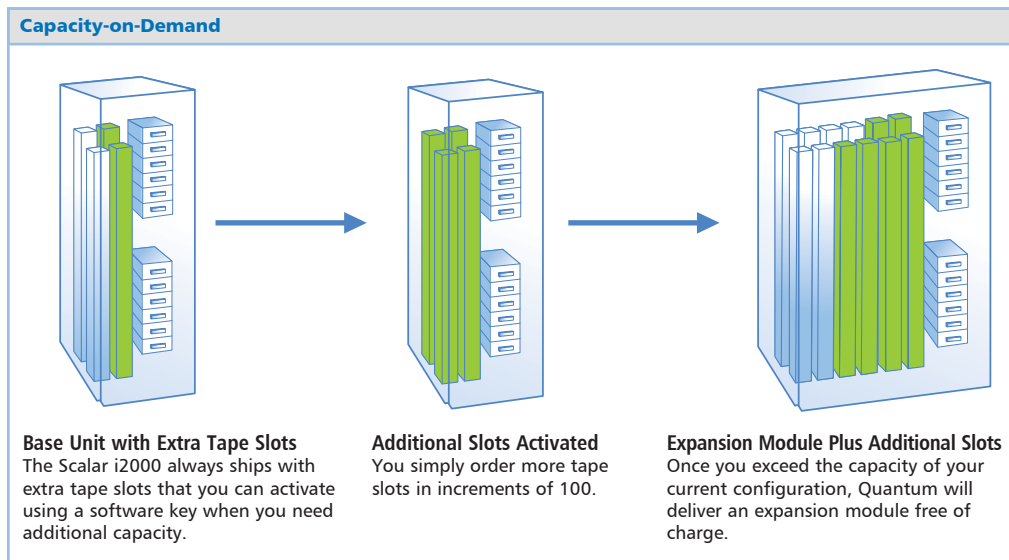 Capacity-on-Demand
Base Unit with Extra Tape Slots
The Scalar i2000 always ships with
extra tape slots that you can activate
using a software key when you need
additional capacity.
Additional Slots Activated
You simply order more tape
slots in increments of 100.
Expansion Module Plus Additional Slots
Once you exceed the capacity of your
current configuration, Quantum will
deliver an expansion module free of
charge.